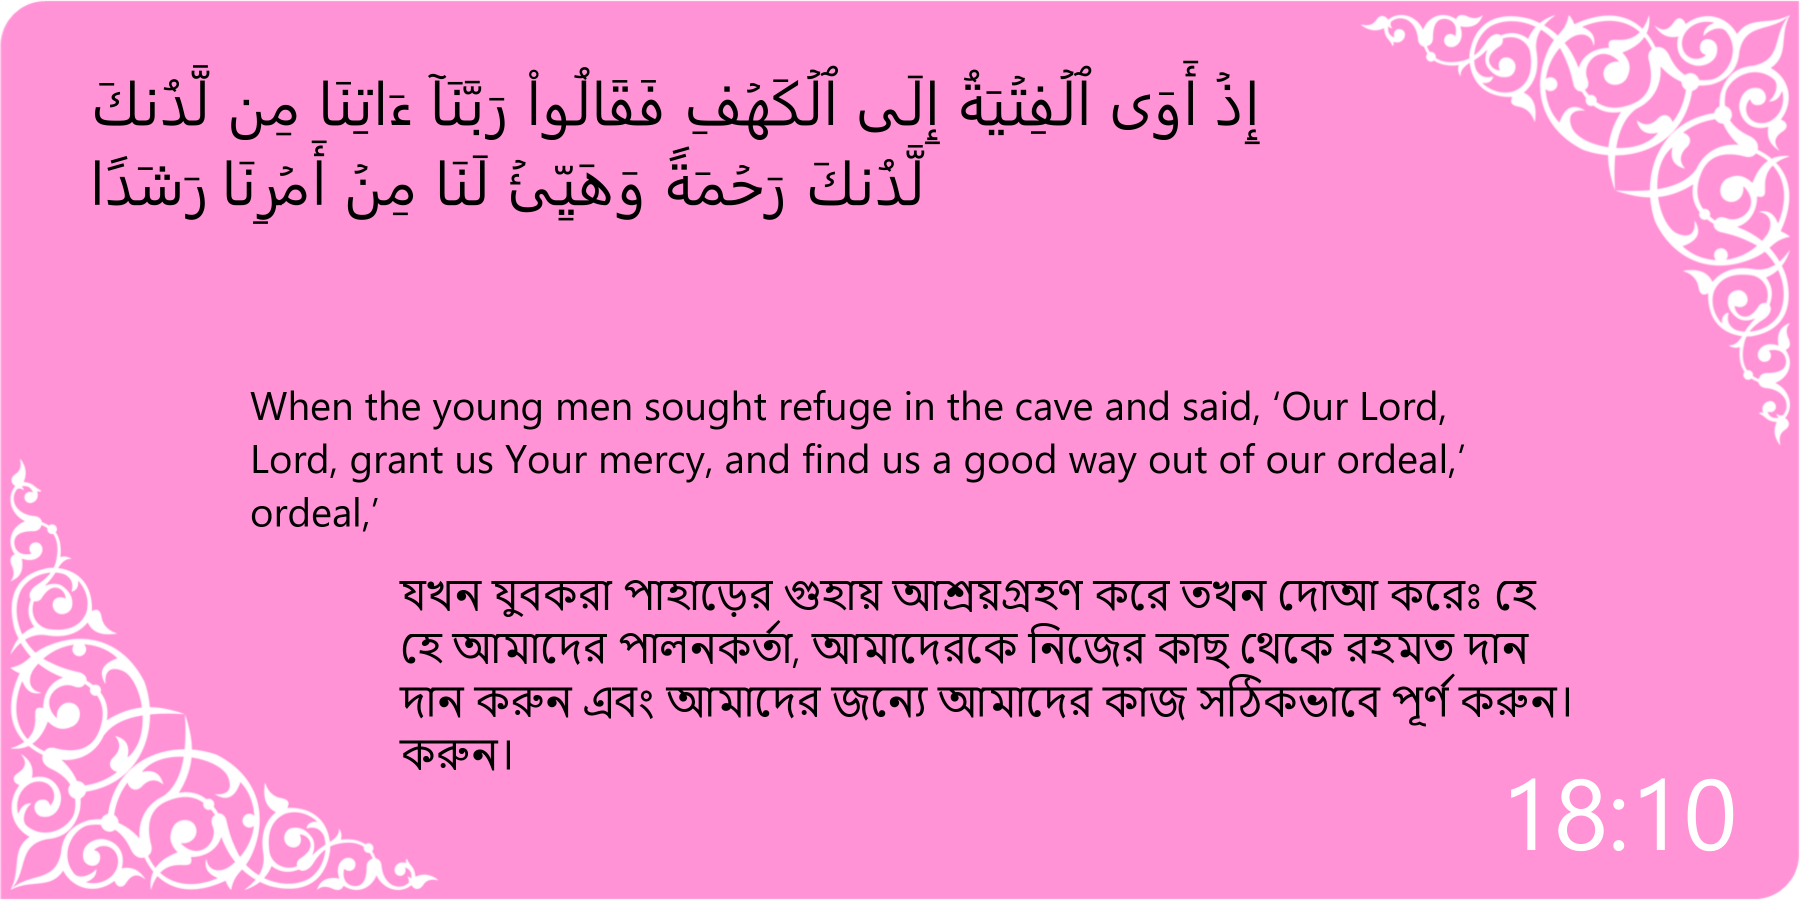 إِذۡ أَوَى ٱلۡفِتۡيَةُ إِلَى ٱلۡكَهۡفِ فَقَالُواْ رَبَّنَآ ءَاتِنَا مِن لَّدُنكَ
لَّدُنكَ رَحۡمَةٗ وَهَيِّئۡ لَنَا مِنۡ أَمۡرِنَا رَشَدٗا
When the young men sought refuge in the cave and said, ‘Our Lord,
Lord, grant us Your mercy, and find us a good way out of our ordeal,’
ordeal,’
যখন যুবকরা পাহাড়ের গুহায় আশ্রয়গ্রহণ করে তখন দোআ করেঃ হে
হে আমাদের পালনকর্তা, আমাদেরকে নিজের কাছ থেকে রহমত দান
দান করুন এবং আমাদের জন্যে আমাদের কাজ সঠিকভাবে পূর্ণ করুন।
করুন।
18:10